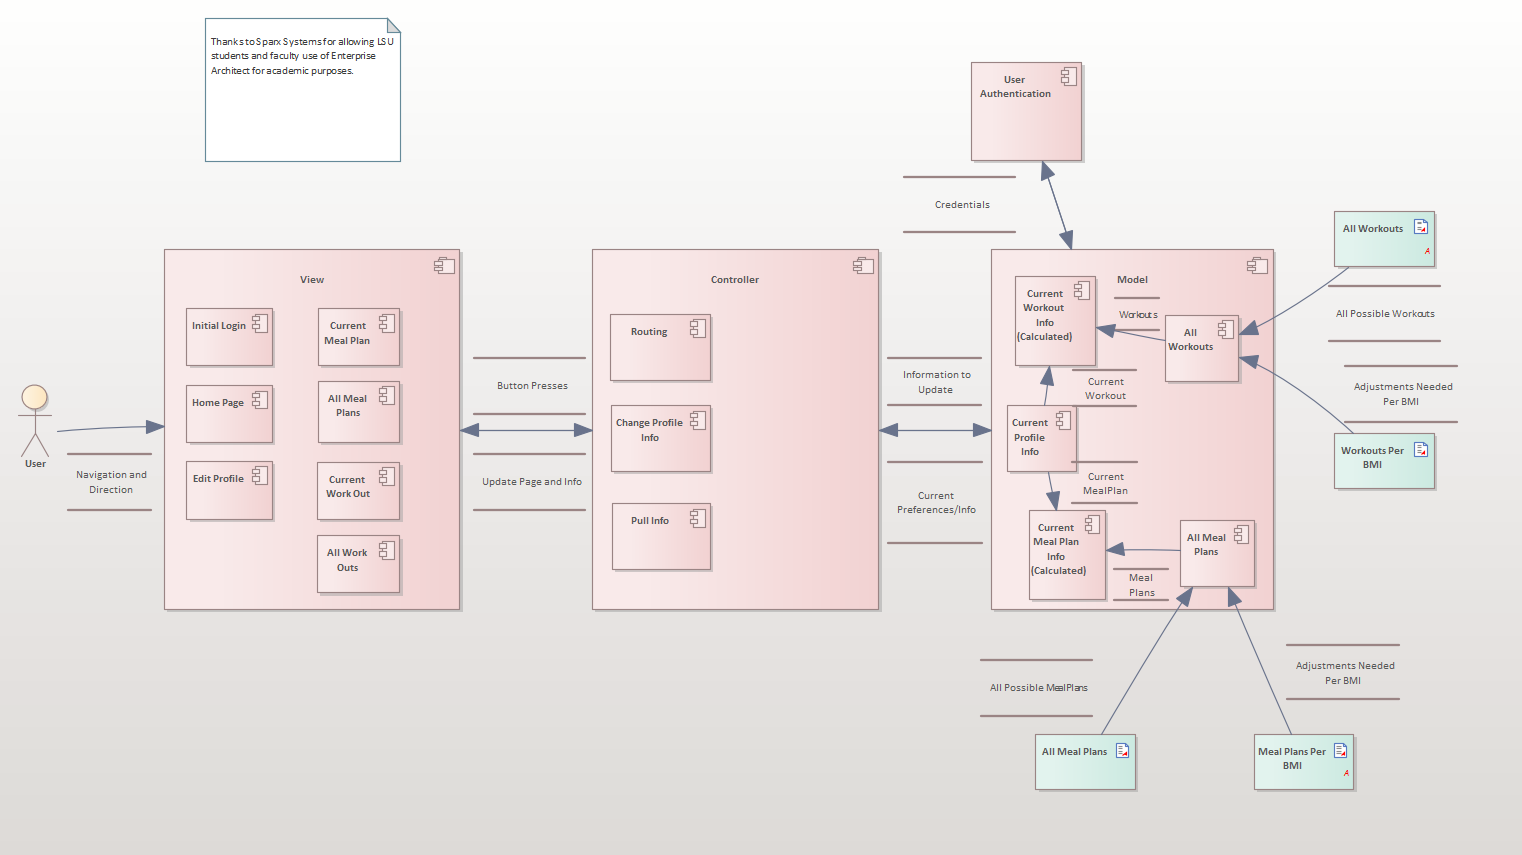 Thanks to Sparx Systems for allowing LSU
students and faculty use of Enterprise
Architect for academic purposes.
User
Authentication
Credentials
All Workouts
A
All Possible Workouts
Adjustments Needed
Per BMI
Workouts Per
BMI
View
Initial Login
Current
Meal Plan
Home Page
All Meal
Plans
Edit Profile
Current
Work Out
All Work
Outs
User
Navigation and
Direction
Button Presses
Update Page and Info
Controller
Routing
Change Profile
Info
Pull Info
Information to
Update
Current
Preferences/Info
Model
Current
Workout
Info
(Calculated)
Workouts
All
Workouts
Current
Workout
Current
Profile
Info
Current
MealPlan
Current
Meal Plan
Info
(Calculated)
All Meal
Plans
Meal
Plans
All Possible MealPlans
Adjustments Needed
Per BMI
All Meal Plans
Meal Plans Per
BMI
A